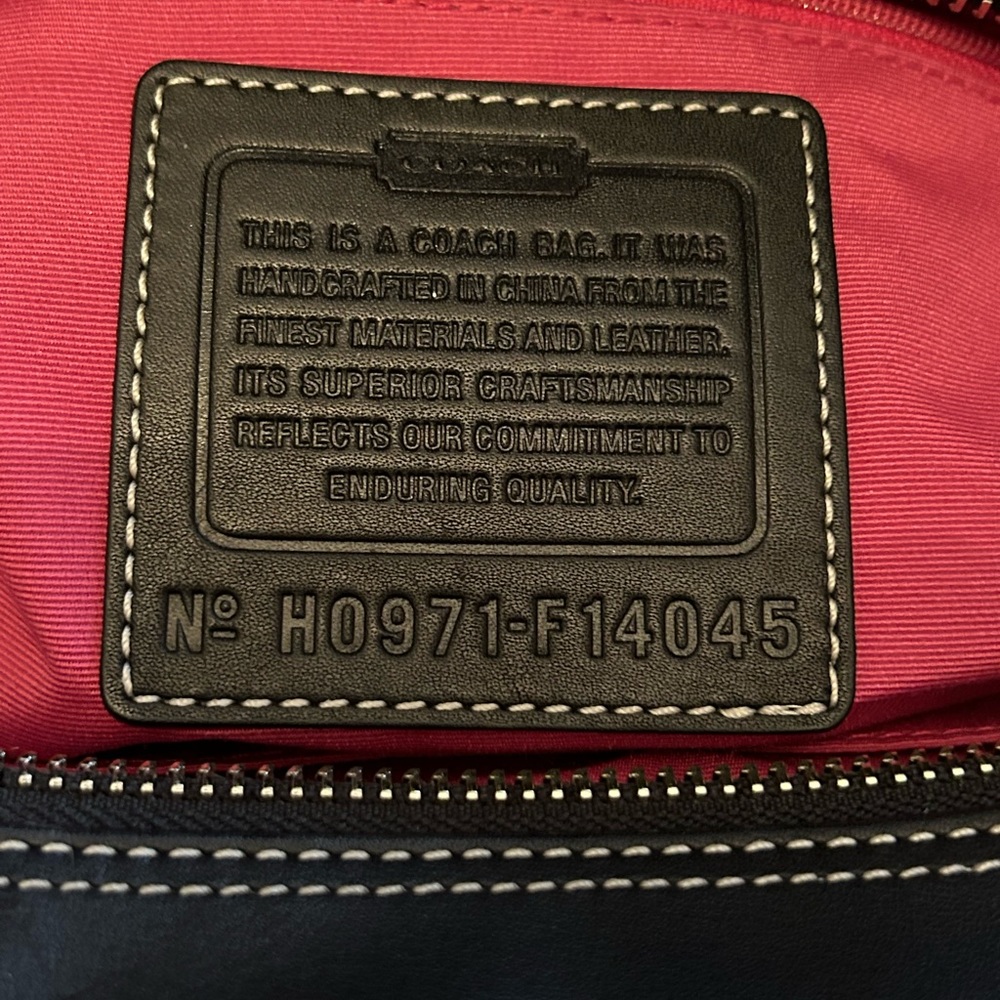 COACH
THIS IS A COACH BAG. IT WAS
HANDCRAFTED IN CHINA FROM THE
FINEST MATERIALS AND LEATHER.
ITS SUPERIOR CRAFTSMANSHIP
REFLECTS OUR COMMITMENT TO
ENDURING QUALITY.
Nº H0971-F14045